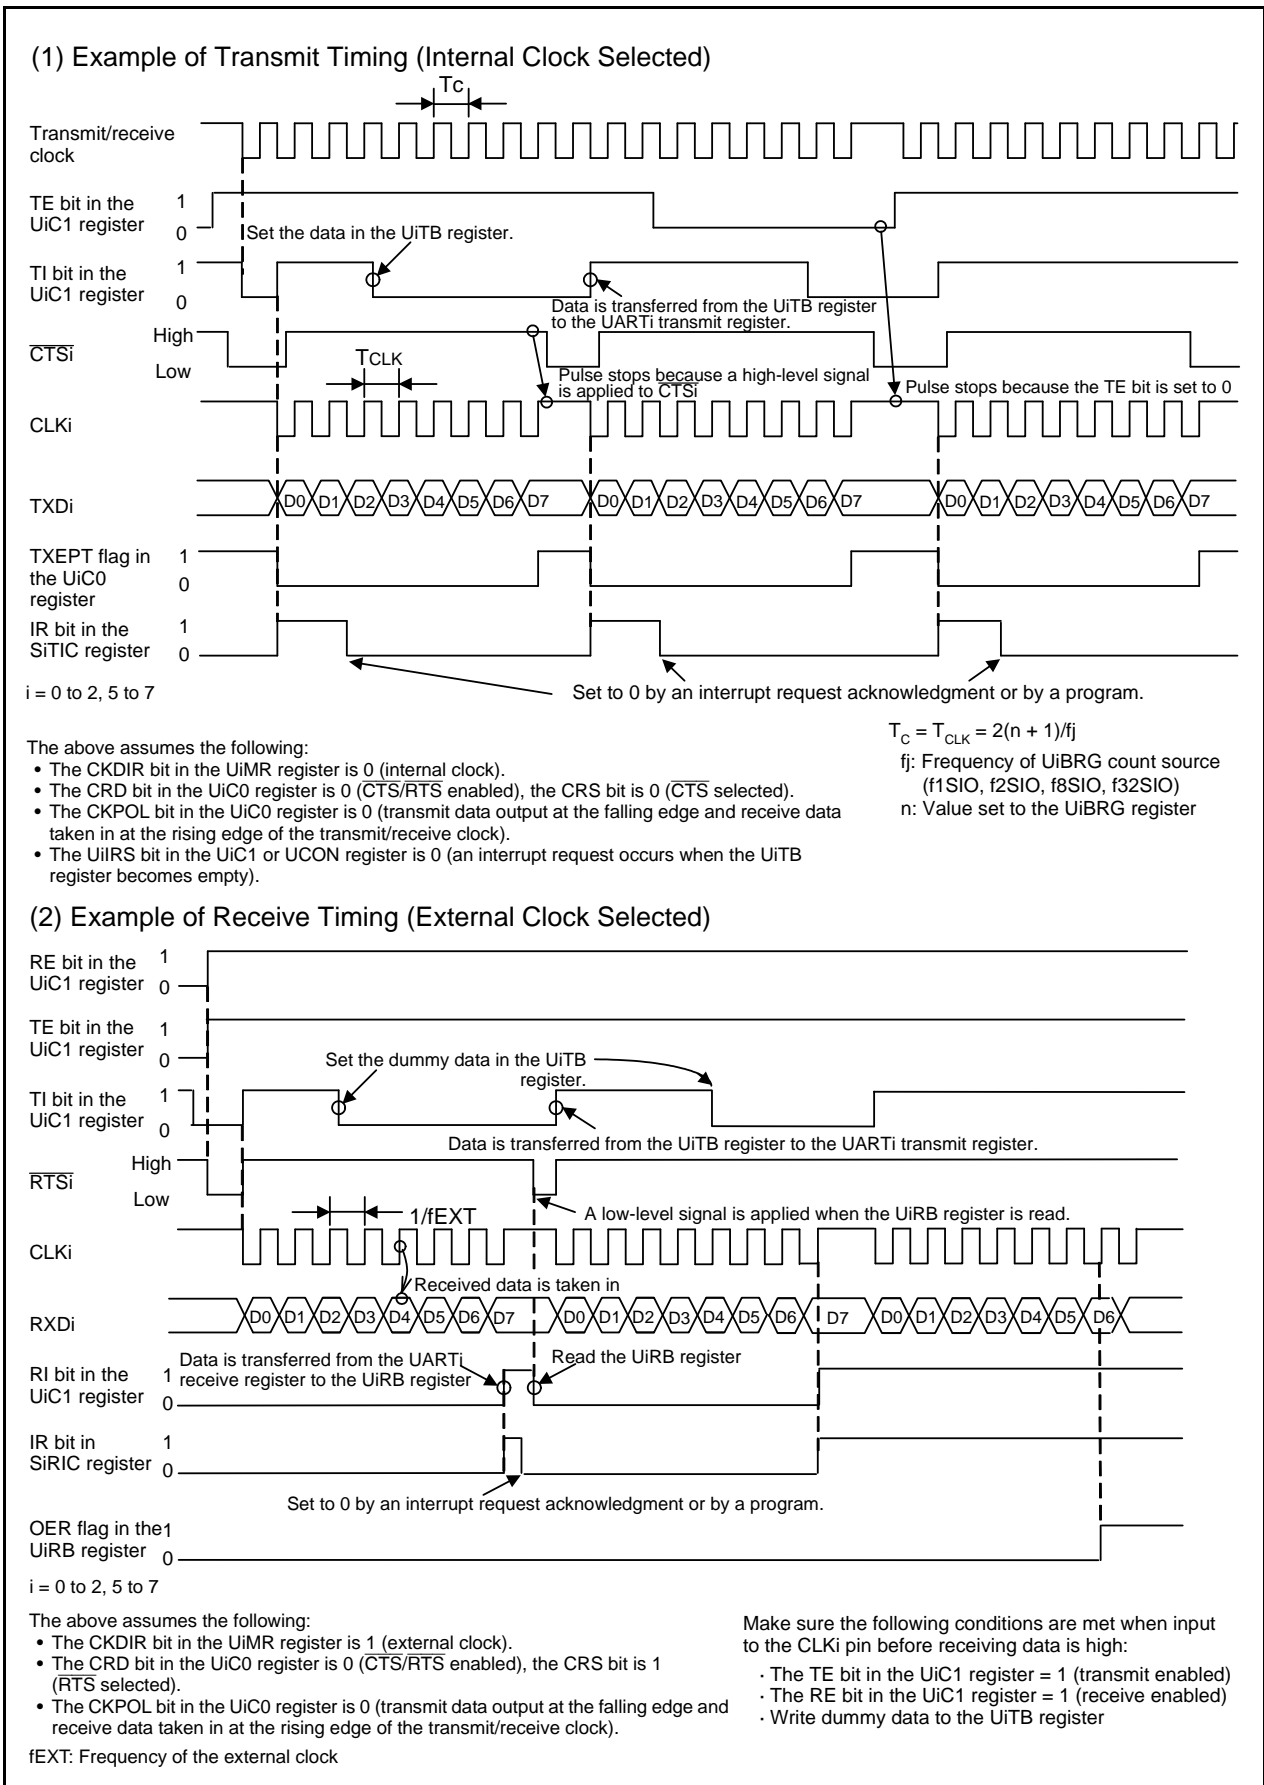 (1) Example of Transmit Timing (Internal Clock Selected)
Tc
Transmit/receive
clock
TE bit in the
UiC1 register
1
0
Set the data in the UiTB register.
TI bit in the
UiC1 register
1
0
Data is transferred from the UiTB register
to the UARTi transmit register.
CTSi
High
Low
TCLK
Pulse stops because a high-level signal
is applied to CTSi
Pulse stops because the TE bit is set to 0
CLKi
TXDi
D0 D1 D2 D3 D4 D5 D6 D7 D0 D1 D2 D3 D4 D5 D6 D7 D0 D1 D2 D3 D4 D5 D6 D7
TXEPT flag in
the UiC0
register
1
0
IR bit in the
SiTIC register
1
0
i = 0 to 2, 5 to 7
Set to 0 by an interrupt request acknowledgment or by a program.
TC = TCLK = 2(n + 1)/fj
fj: Frequency of UiBRG count source
(f1SIO, f2SIO, f8SIO, f32SIO)
n: Value set to the UiBRG register
The above assumes the following:
• The CKDIR bit in the UiMR register is 0 (internal clock).
• The CRD bit in the UiC0 register is 0 (CTS/RTS enabled), the CRS bit is 0 (CTS selected).
• The CKPOL bit in the UiC0 register is 0 (transmit data output at the falling edge and receive data
taken in at the rising edge of the transmit/receive clock).
• The UiIRS bit in the UiC1 or UCON register is 0 (an interrupt request occurs when the UiTB
register becomes empty).
(2) Example of Receive Timing (External Clock Selected)
RE bit in the
UiC1 register
1
0
TE bit in the
UiC1 register
1
0
Set the dummy data in the UiTB
register.
TI bit in the
UiC1 register
1
0
Data is transferred from the UiTB register to the UARTi transmit register.
RTSi
High
Low
1/fEXT
A low-level signal is applied when the UiRB register is read.
CLKi
Received data is taken in
RXDi
D0 D1 D2 D3 D4 D5 D6 D7 D0 D1 D2 D3 D4 D5 D6 D7 D0 D1 D2 D3 D4 D5 D6
Data is transferred from the UARTi
receive register to the UiRB register
Read the UiRB register
RI bit in the
UiC1 register
1
0
IR bit in
SiRIC register
1
0
Set to 0 by an interrupt request acknowledgment or by a program.
OER flag in the
UiRB register
1
0
i = 0 to 2, 5 to 7
The above assumes the following:
• The CKDIR bit in the UiMR register is 1 (external clock).
• The CRD bit in the UiC0 register is 0 (CTS/RTS enabled), the CRS bit is 1
(RTS selected).
• The CKPOL bit in the UiC0 register is 0 (transmit data output at the falling edge and
receive data taken in at the rising edge of the transmit/receive clock).
fEXT: Frequency of the external clock
Make sure the following conditions are met when input
to the CLKi pin before receiving data is high:
· The TE bit in the UiC1 register = 1 (transmit enabled)
· The RE bit in the UiC1 register = 1 (receive enabled)
· Write dummy data to the UiTB register